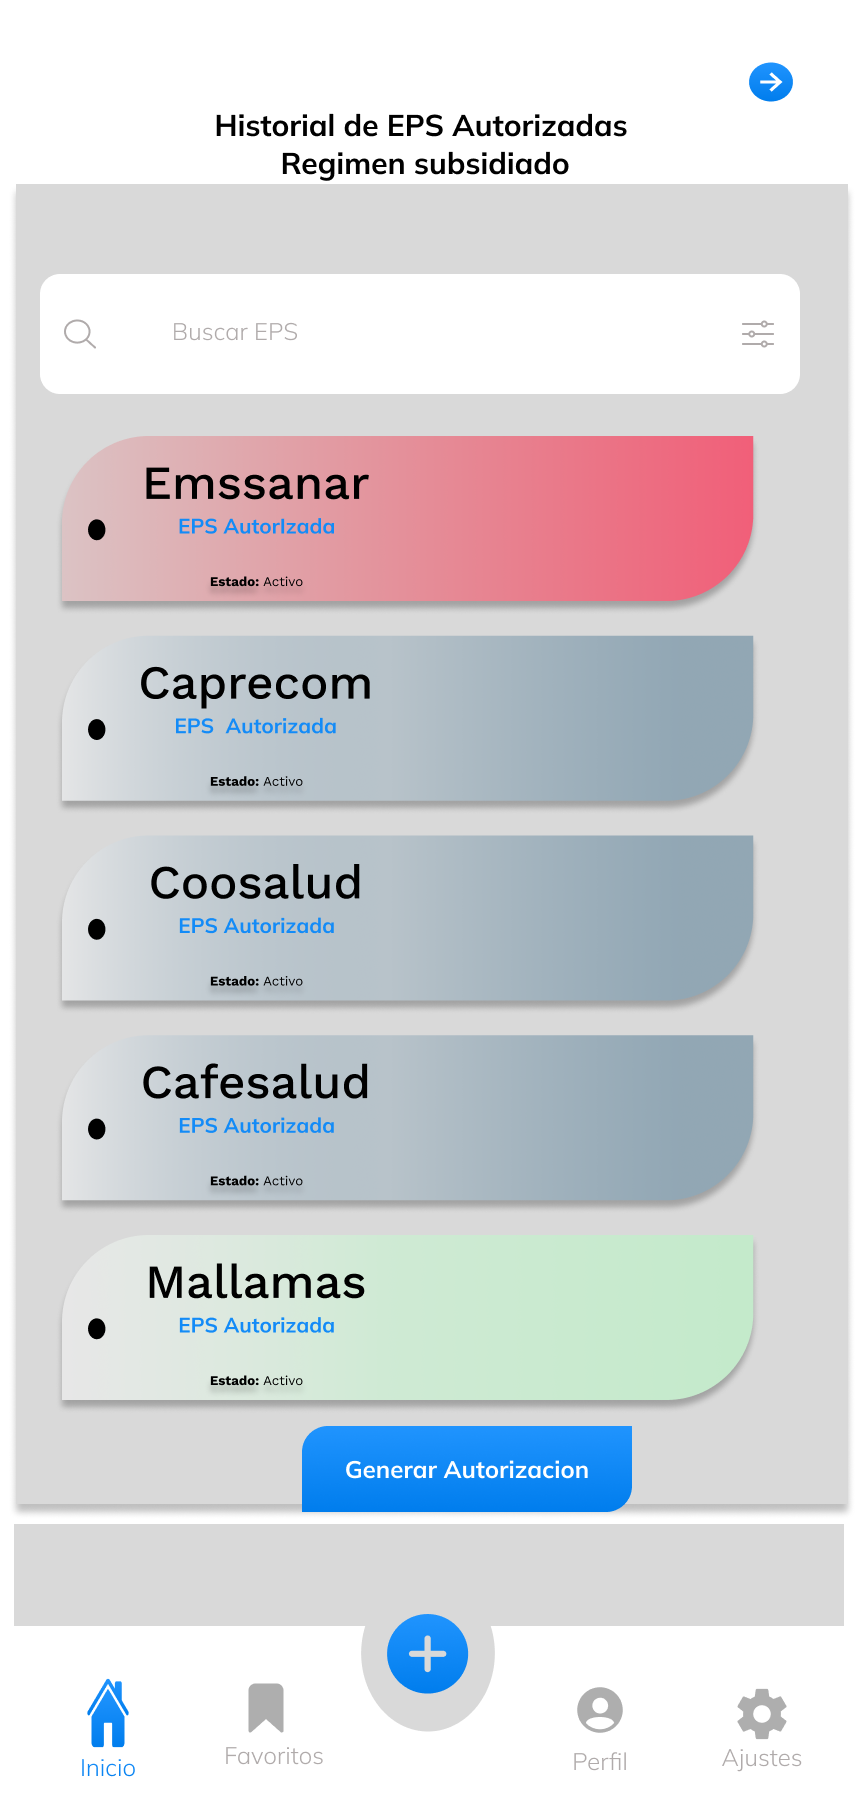 Historial de EPS Autorizadas
Regimen subsidiado
Buscar EPS
Emssanar
EPS AutorIzada
Estado: Activo
Caprecom
EPS Autorizada
Estado: Activo
Coosalud
EPS Autorizada
Estado: Activo
Cafesalud
EPS Autorizada
Estado: Activo
Mallamas
EPS Autorizada
Estado: Activo
Generar Autorizacion
Inicio
Favoritos
Perfil
Ajustes